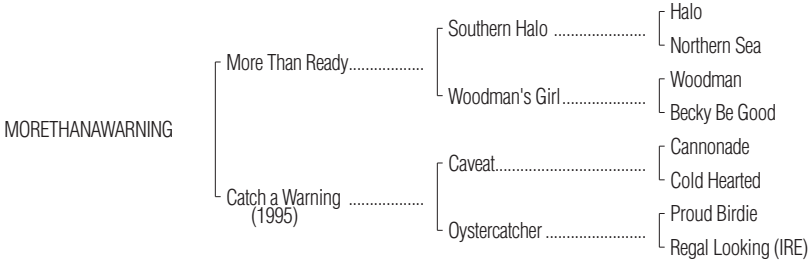 Halo
Southern Halo ......................
Northern Sea
More Than Ready..................
Woodman
Woodman's Girl....................
Becky Be Good
MORETHANAWARNING
Cannonade
Caveat....................................
Cold Hearted
Catch a Warning ..................
(1995)
Proud Birdie
Oystercatcher ........................
Regal Looking (IRE)